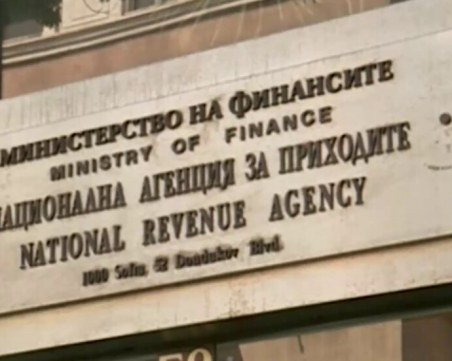 МИНИСТЕРСТВО НА ФИНАНСИТЕ
MINISTRY OF FINANCE
НАЦИОНАЛНА АГЕНЦИЯ ЗА ПРИХОДИТЕ
NATIONAL REVENUE AGENCY
1000 Sofia, 52 Dondukov Blvd.